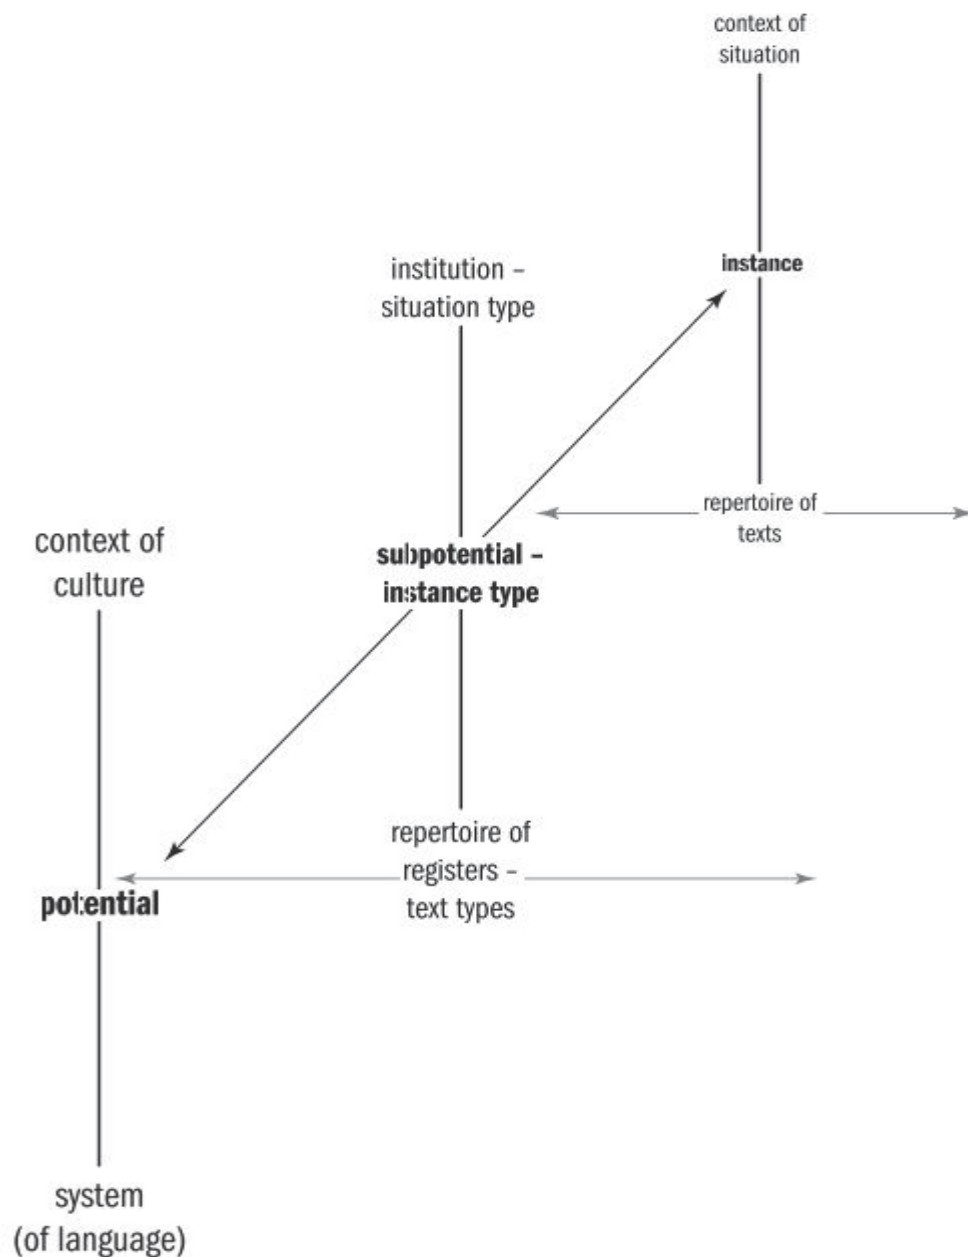 context of
situation
instance
institution –
situation type
repertoire of
texts
context of
culture
subpotential –
instance type
repertoire of
registers –
text types
potential
system
(of language)